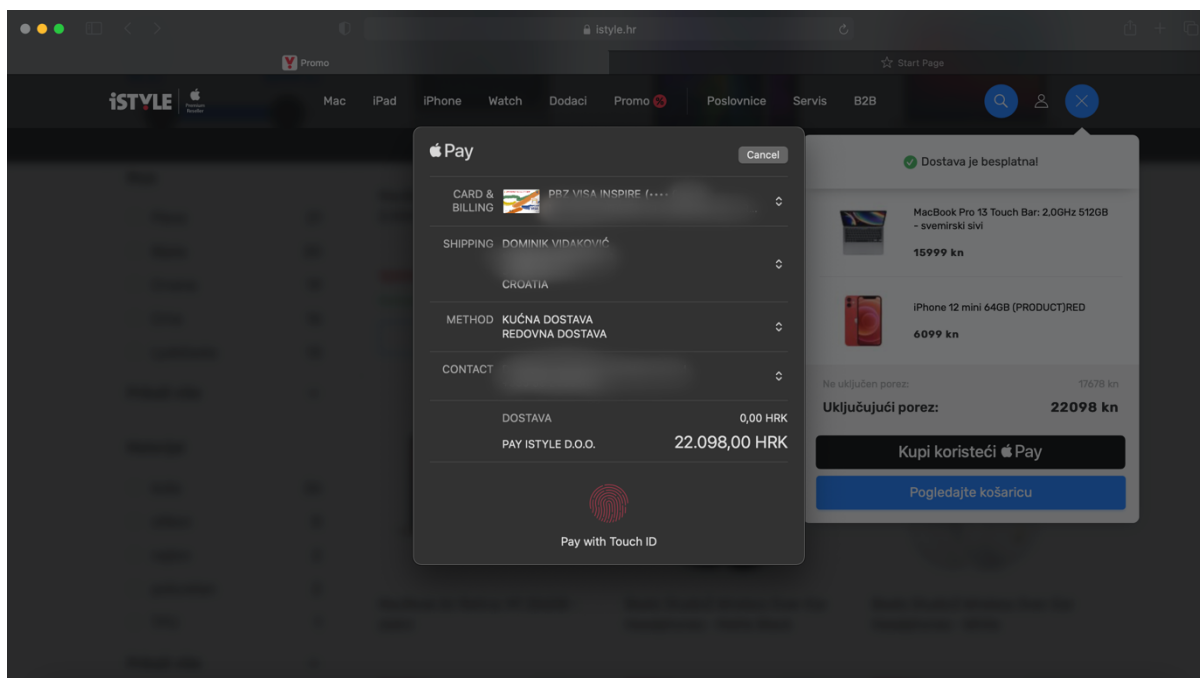 istyle.hr
Promo
Start Page
iSTYLE
Premium
Reseller
Mac
iPad
iPhone
Watch
Dodaci
Promo %
Poslovnice
Servis
B2B
Pay
Cancel
CARD &
BILLING
PBZ VISA INSPIRE (····
SHIPPING
DOMINIK VIDAKOVIĆ
CROATIA
METHOD
KUĆNA DOSTAVA
REDOVNA DOSTAVA
CONTACT
DOSTAVA
0,00 HRK
PAY ISTYLE D.O.O.
22.098,00 HRK
Pay with Touch ID
Dostava je besplatna!
MacBook Pro 13 Touch Bar: 2,0GHz 512GB
- svemirski sivi
15999 kn
iPhone 12 mini 64GB (PRODUCT)RED
6099 kn
Ne uključen porez:
17678 kn
Uključujući porez:
22098 kn
Kupi koristeći Pay
Pogledajte košaricu